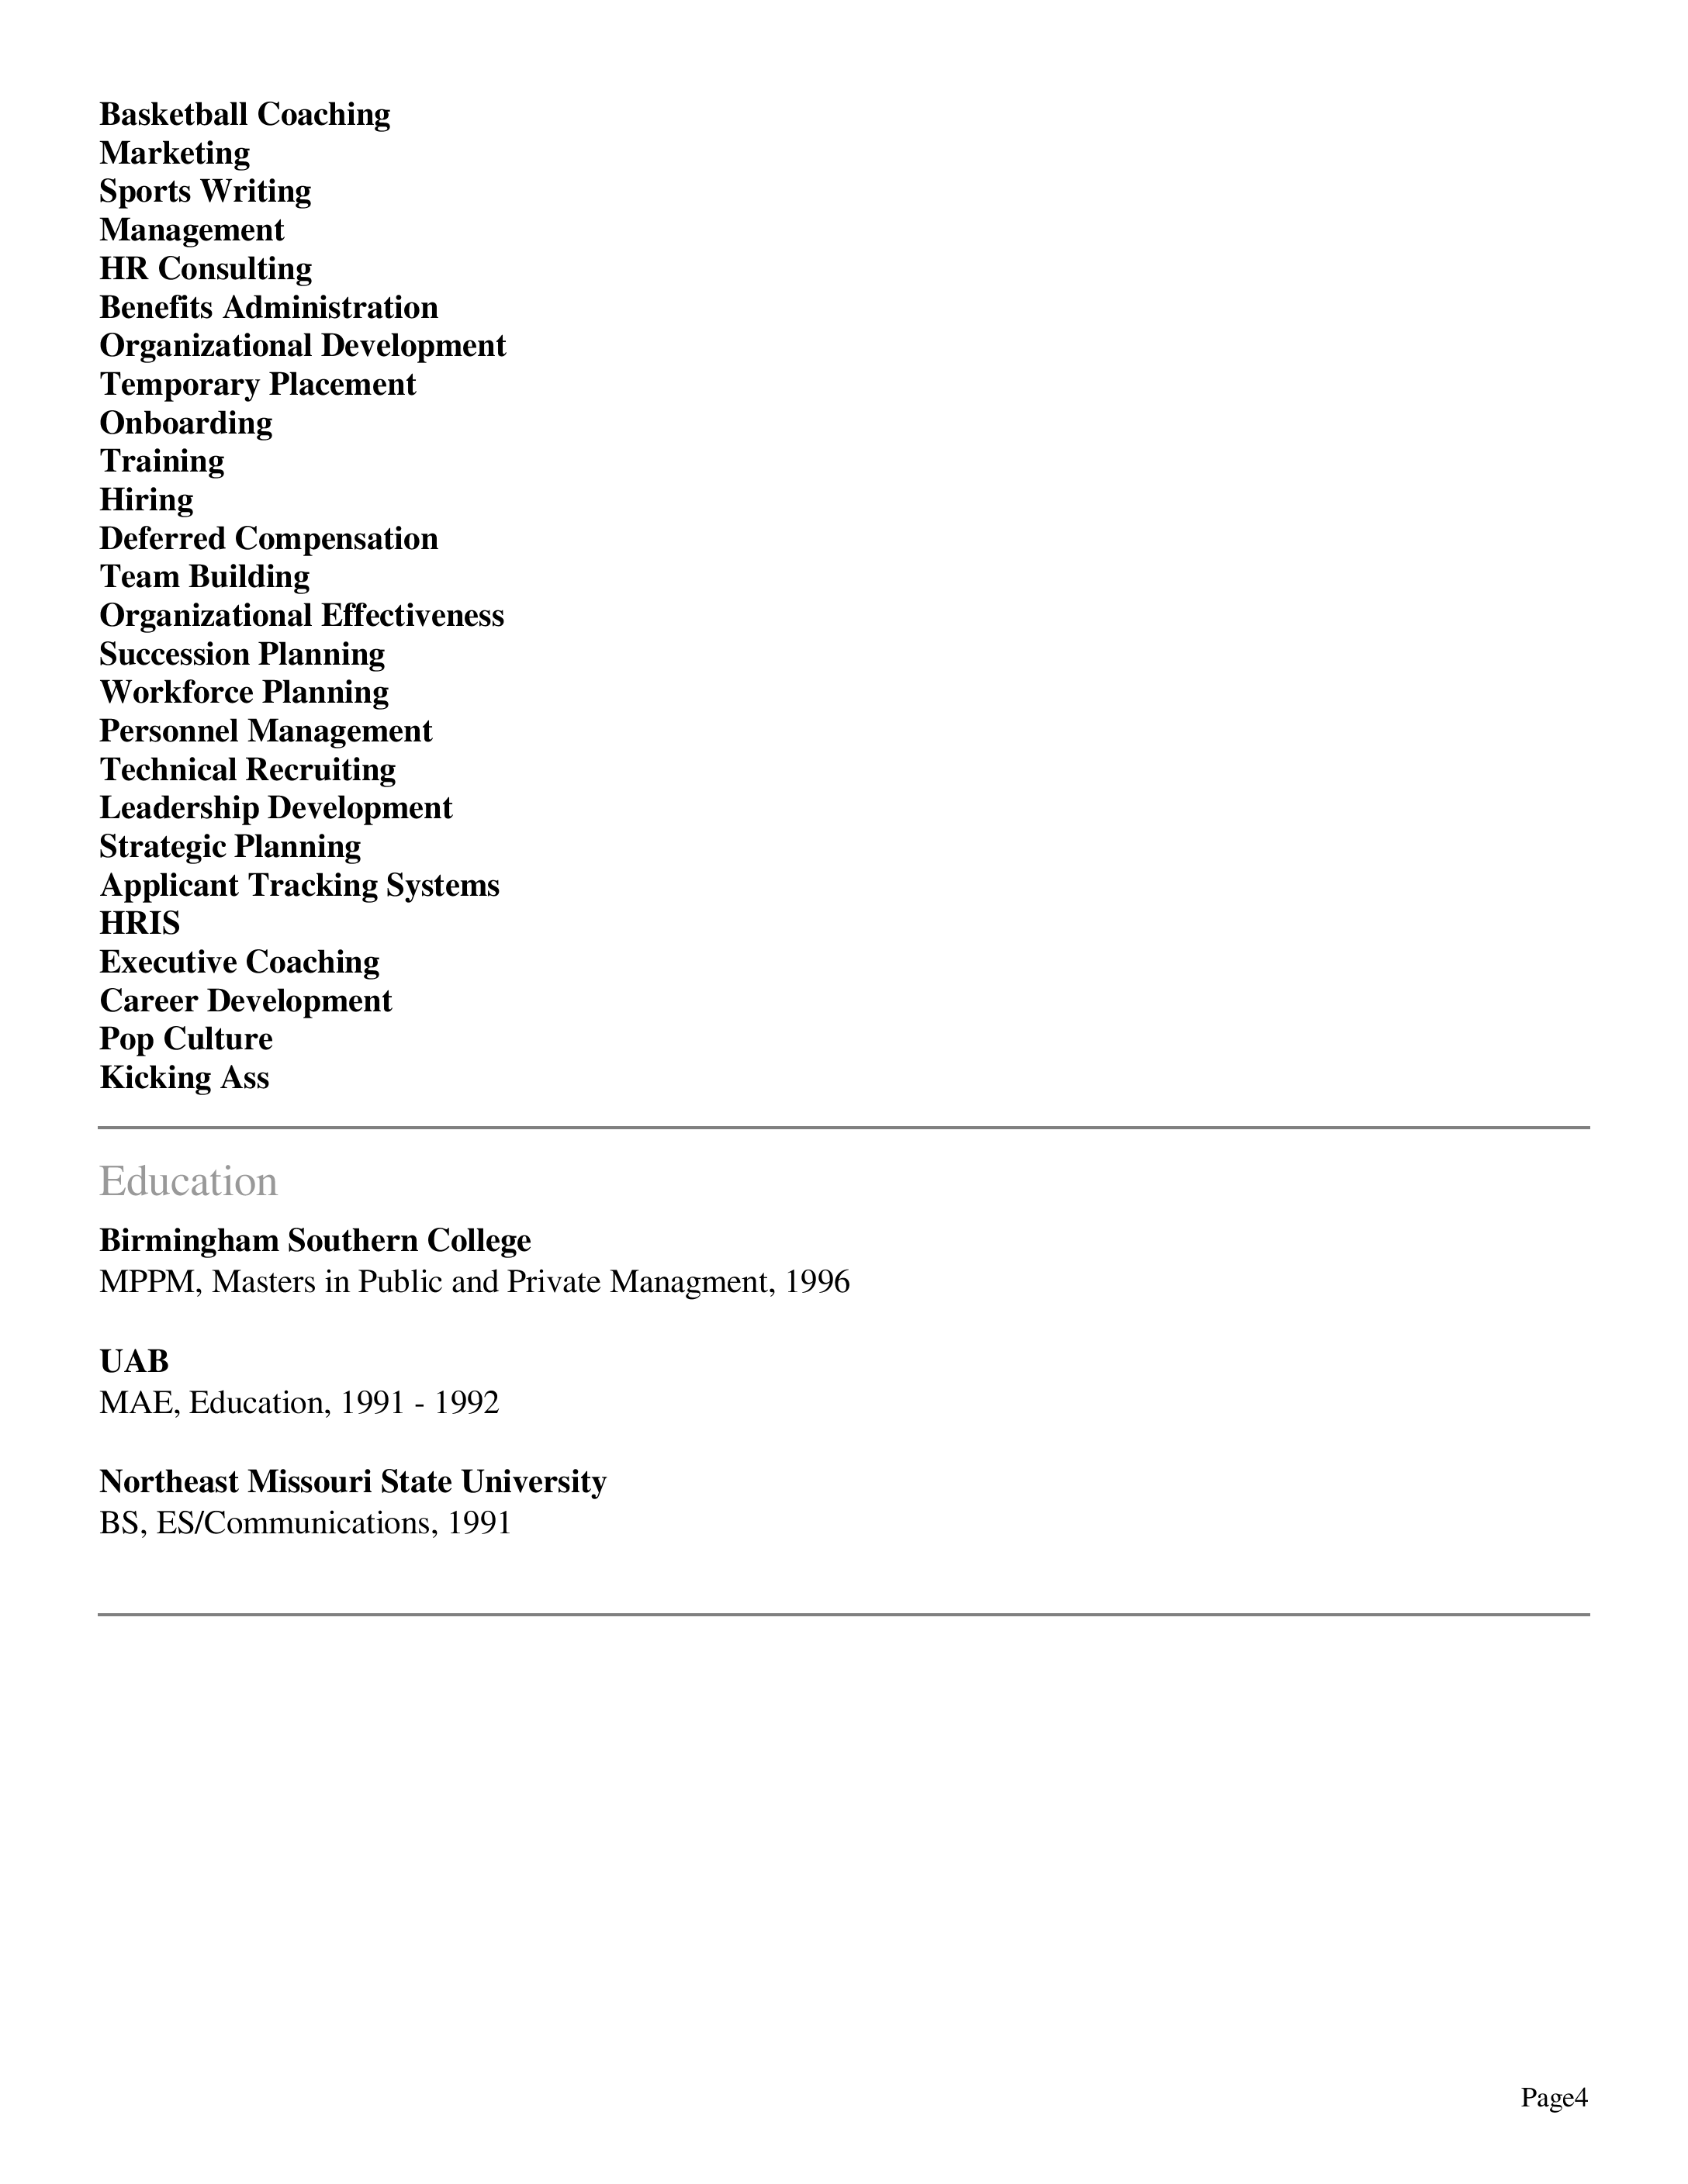 Basketball Coaching
Marketing
Sports Writing
Management
HR Consulting
Benefits Administration
Organizational Development
Temporary Placement
Onboarding
Training
Hiring
Deferred Compensation
Team Building
Organizational Effectiveness
Succession Planning
Workforce Planning
Personnel Management
Technical Recruiting
Leadership Development
Strategic Planning
Applicant Tracking Systems
HRIS
Executive Coaching
Career Development
Pop Culture
Kicking Ass
Education
Birmingham Southern College
MPPM, Masters in Public and Private Managment, 1996
UAB
MAE, Education, 1991 - 1992
Northeast Missouri State University
BS, ES/Communications, 1991
Page4